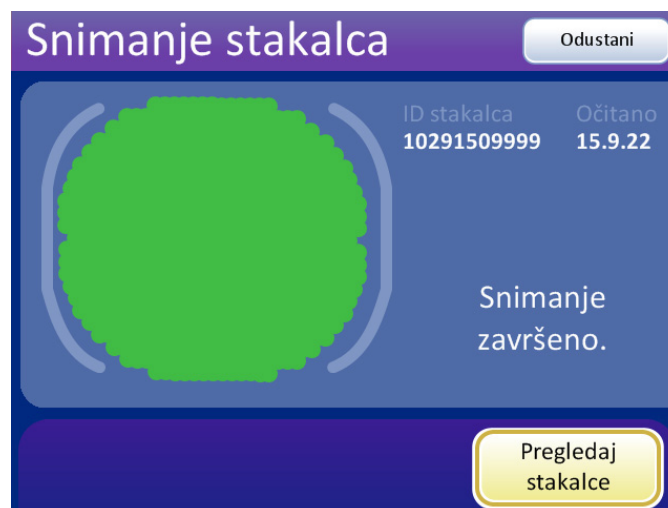 Snimanje stakalca
Odustani
ID stakalca
Očitano
10291509999
15.9.22
Snimanje
završeno.
Pregledaj
stakalce